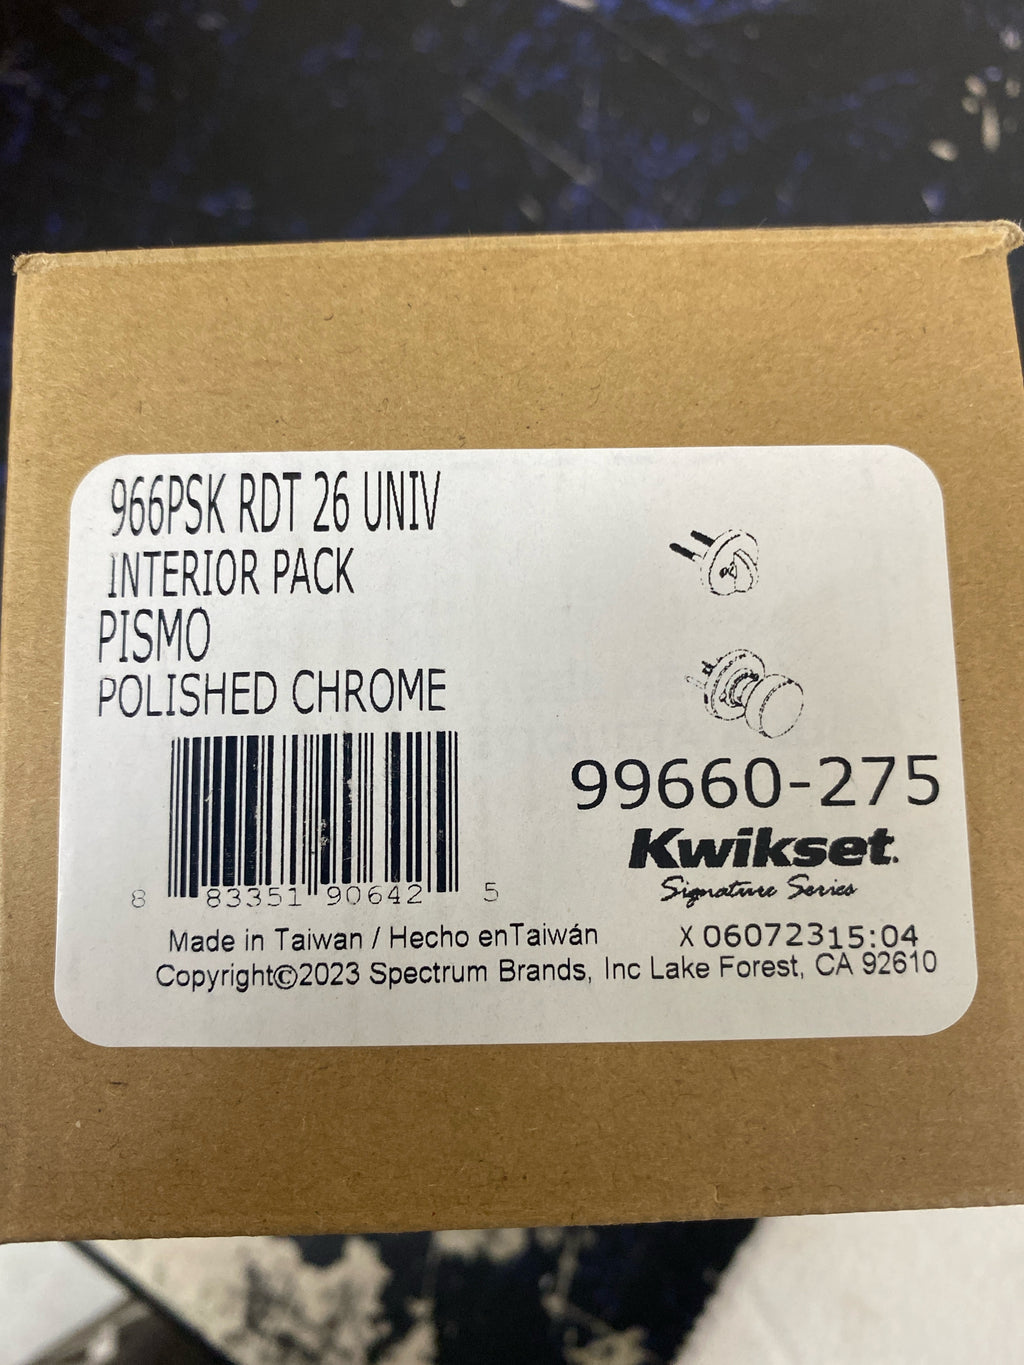 966PSK RDT 26 UNIV
INTERIOR PACK
PISMO
POLISHED CHROME
99660-275
Kwikset.
Signature Series
8 83351 90642 5
Made in Taiwan / Hecho enTaiwán
X 06072315:04
Copyright©2023 Spectrum Brands, Inc Lake Forest, CA 92610